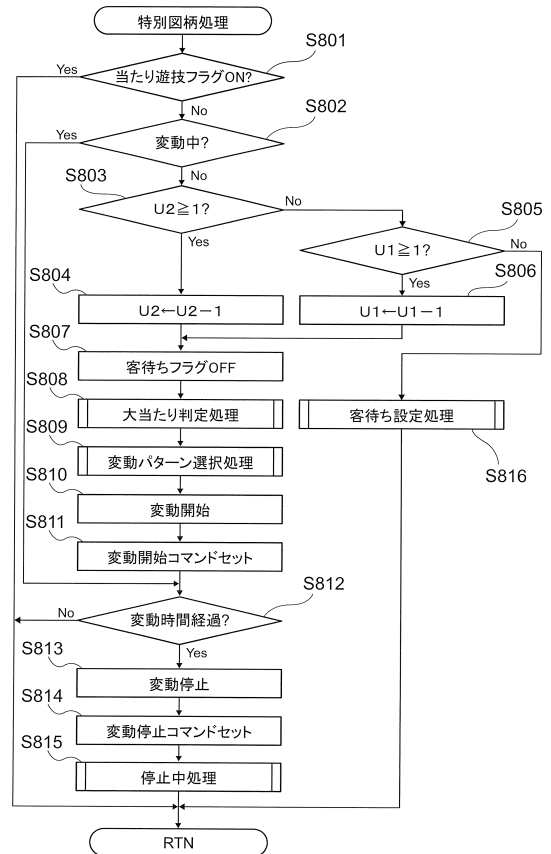 特別図柄処理
S801
当たり遊技フラグON?
Yes
No
S802
変動中?
Yes
No
S803
U2≧1?
No
Yes
S805
U1≧1?
No
Yes
S804
U2←U2−1
S806
U1←U1−1
S807
客待ちフラグOFF
S808
大当たり判定処理
客待ち設定処理
S816
S809
変動パターン選択処理
S810
変動開始
S811
変動開始コマンドセット
S812
変動時間経過?
No
Yes
S813
変動停止
S814
変動停止コマンドセット
S815
停止中処理
RTN